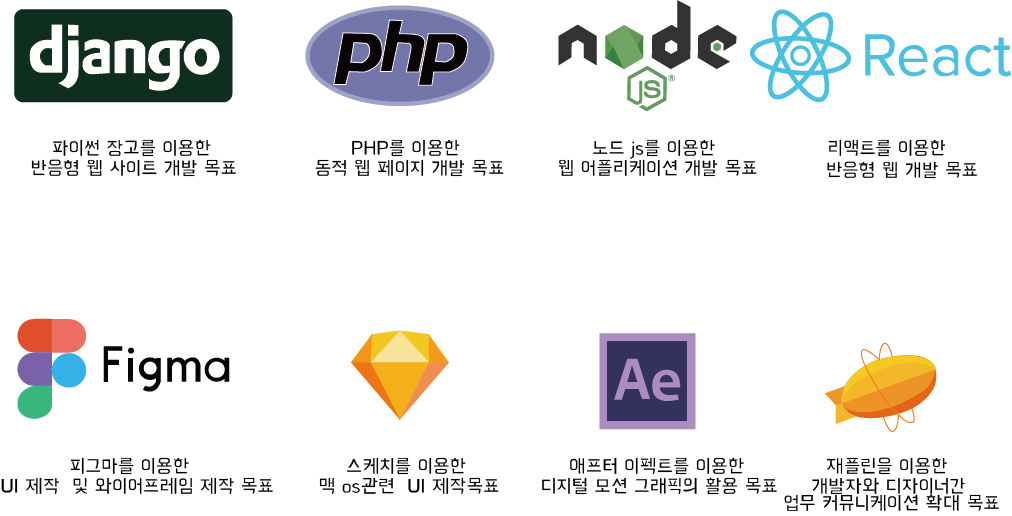 django
php
node
JS
®
React
파이썬 장고를 이용한
반응형 웹 사이트 개발 목표
PHP를 이용한
동적 웹 페이지 개발 목표
노드 js를 이용한
웹 어플리케이션 개발 목표
리액트를 이용한
반응형 웹 개발 목표
Figma
Ae
피그마를 이용한
UI 제작 및 와이어프레임 제작 목표
스케치를 이용한
맥 os관련 UI 제작목표
애프터 이펙트를 이용한
디지털 모션 그래픽의 활용 목표
재플린을 이용한
개발자와 디자이너간
업무 커뮤니케이션 확대 목표